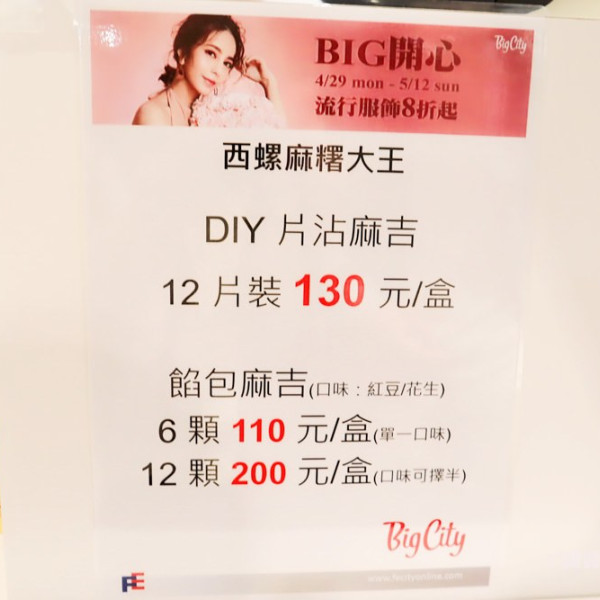 BigCity
BIG開心
4/29 mon - 5/12 sun
流行服飾8折起
西螺麻糬大王
DIY 片沾麻吉
12 片裝 130 元/盒
餡包麻吉(口味：紅豆/花生)
6 顆 110 元/盒(單一口味)
12 顆 200 元/盒(口味可擇半)
BigCity
FE